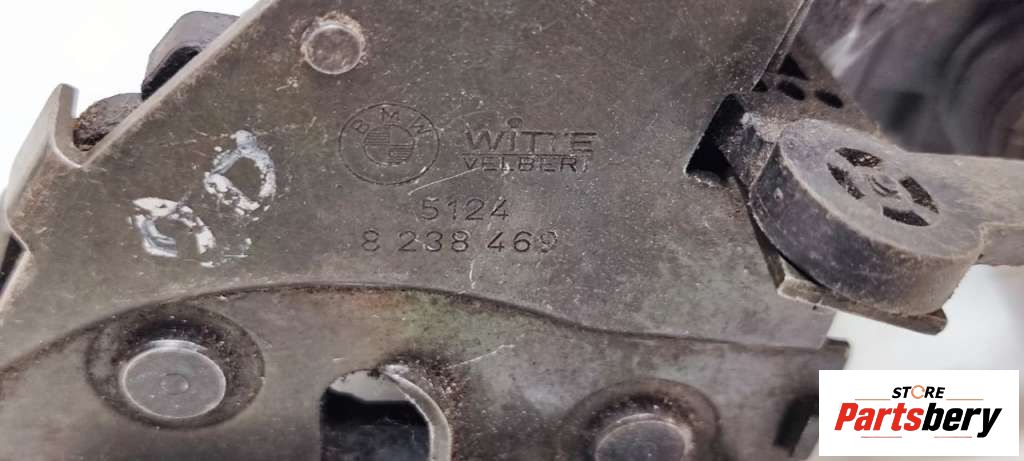 BMW
WITTE
VELBERT
5124
8 238 469
STORE
Partsbery